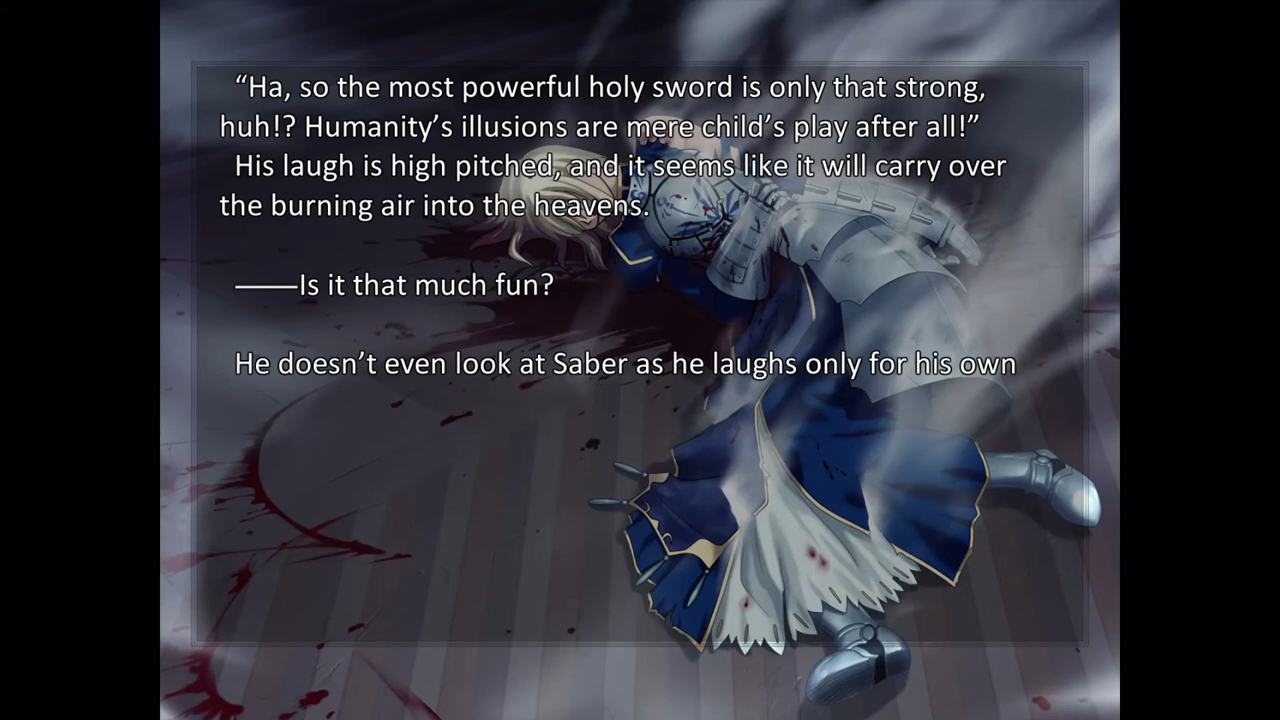 “Ha, so the most powerful holy sword is only that strong,
huh!? Humanity’s illusions are mere child’s play after all!”
His laugh is high pitched, and it seems like it will carry over
the burning air into the heavens.
———Is it that much fun?
He doesn’t even look at Saber as he laughs only for his own